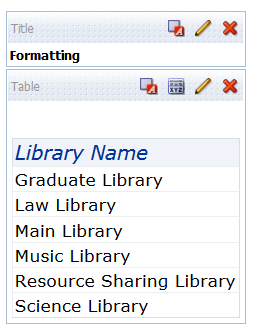 Title
Formatting
Table
Library Name
Graduate Library
Law Library
Main Library
Music Library
Resource Sharing Library
Science Library